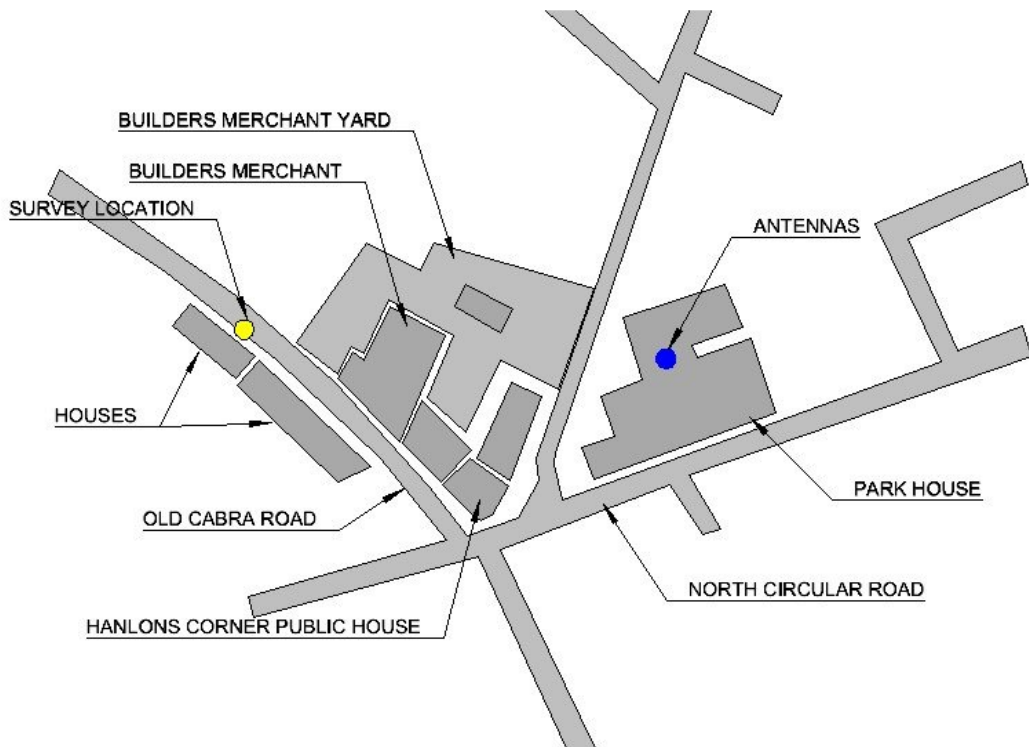 BUILDERS MERCHANT YARD
BUILDERS MERCHANT
SURVEY LOCATION
ANTENNAS
HOUSES
PARK HOUSE
OLD CABRA ROAD
NORTH CIRCULAR ROAD
HANLONS CORNER PUBLIC HOUSE